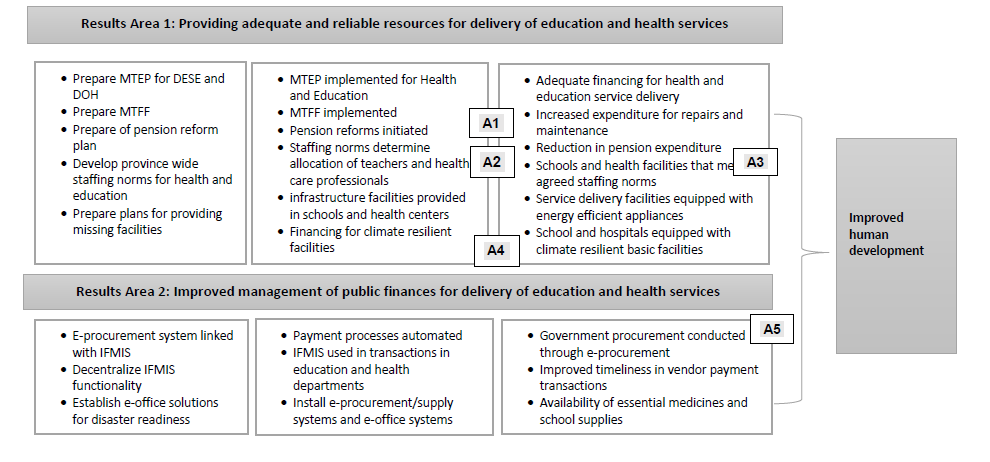 Results Area 1: Providing adequate and reliable resources for delivery of education and health services
• Prepare MTEP for DESE and
DOH
• Prepare MTFF
• Prepare of pension reform
plan
• Develop province wide
staffing norms for health and
education
• Prepare plans for providing
missing facilities
• MTEP implemented for Health
and Education
• MTFF implemented
• Pension reforms initiated
• Staffing norms determine
allocation of teachers and health
care professionals
• infrastructure facilities provided
in schools and health centers
• Financing for climate resilient
facilities
A1
A2
A4
• Adequate financing for health and
education service delivery
• Increased expenditure for repairs and
maintenance
• Reduction in pension expenditure
• Schools and health facilities that
agreed staffing norms
• Service delivery facilities equipped with
energy efficient appliances
• School and hospitals equipped with
climate resilient basic facilities
A3
Improved
human
development
Results Area 2: Improved management of public finances for delivery of education and health services
• E-procurement system linked
with IFMIS
• Decentralize IFMIS
functionality
• Establish e-office solutions
for disaster readiness
• Payment processes automated
• IFMIS used in transactions in
education and health
departments
• Install e-procurement/supply
systems and e-office systems
• Government procurement conducted
through e-procurement
• Improved timeliness in vendor payment
transactions
• Availability of essential medicines and
school supplies
A5